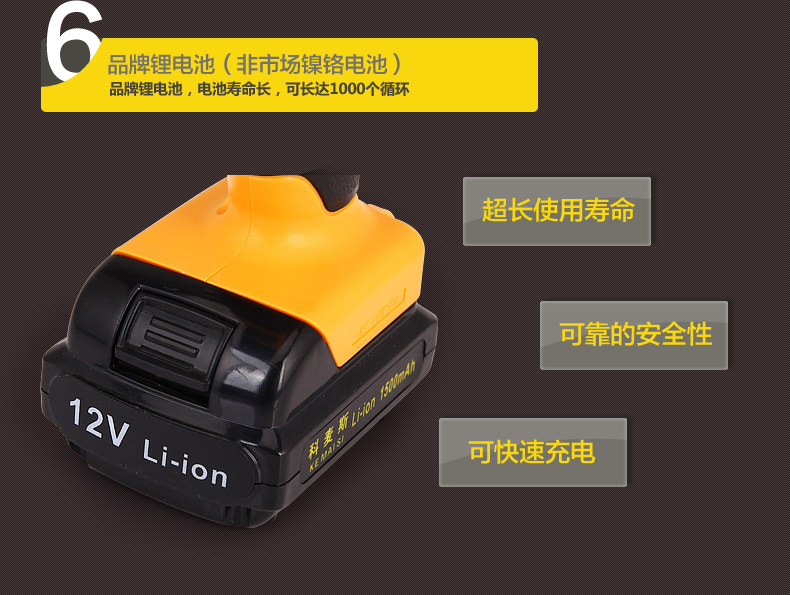 6
品牌锂电池（非市场镍铬电池）
品牌锂电池，电池寿命长，可长达1000个循环
超长使用寿命
可靠的安全性
可快速充电
12V Li-ion
科麦斯 Li-ion 1500mAh
KEMAISI